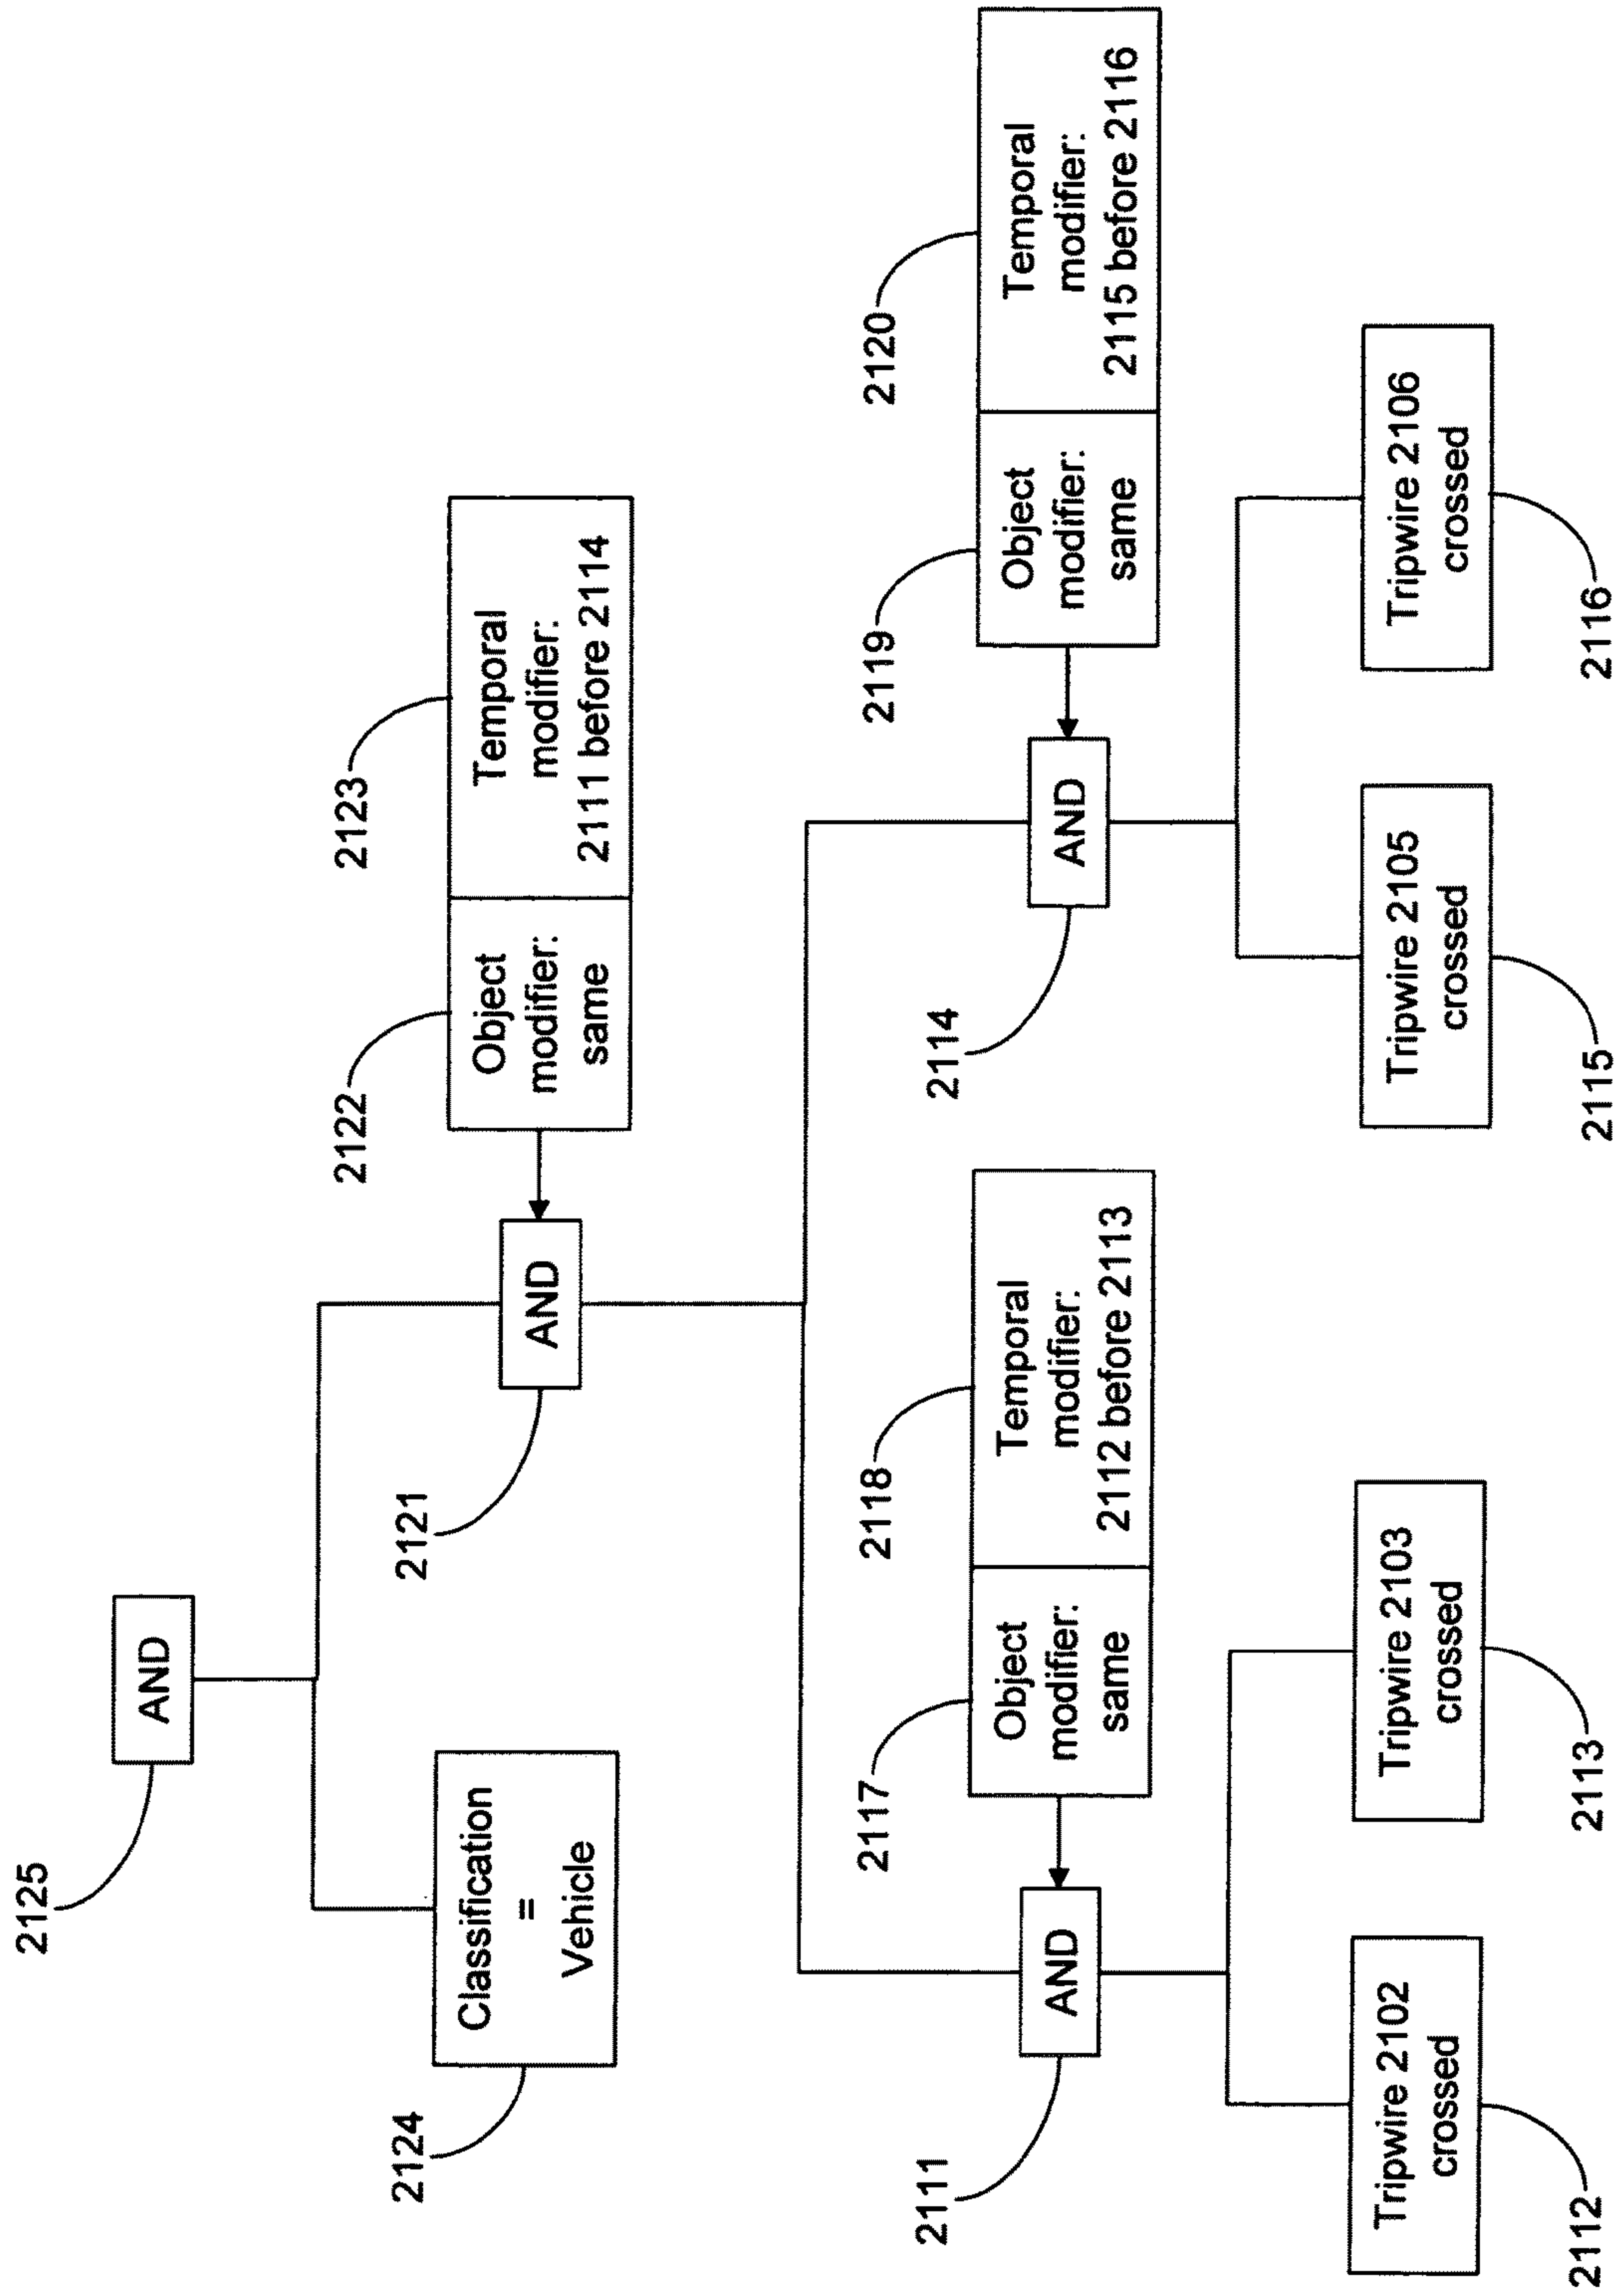 2125
AND
2124
Classification
=
Vehicle
2121
AND
2122
Object
modifier:
same
2123
Temporal
modifier:
2111 before 2114
2111
AND
2117
Object
modifier:
same
2118
Temporal
modifier:
2112 before 2113
2114
AND
2119
Object
modifier:
same
2120
Temporal
modifier:
2115 before 2116
Tripwire 2102
crossed
2112
Tripwire 2103
crossed
2113
Tripwire 2105
crossed
2115
Tripwire 2106
crossed
2116